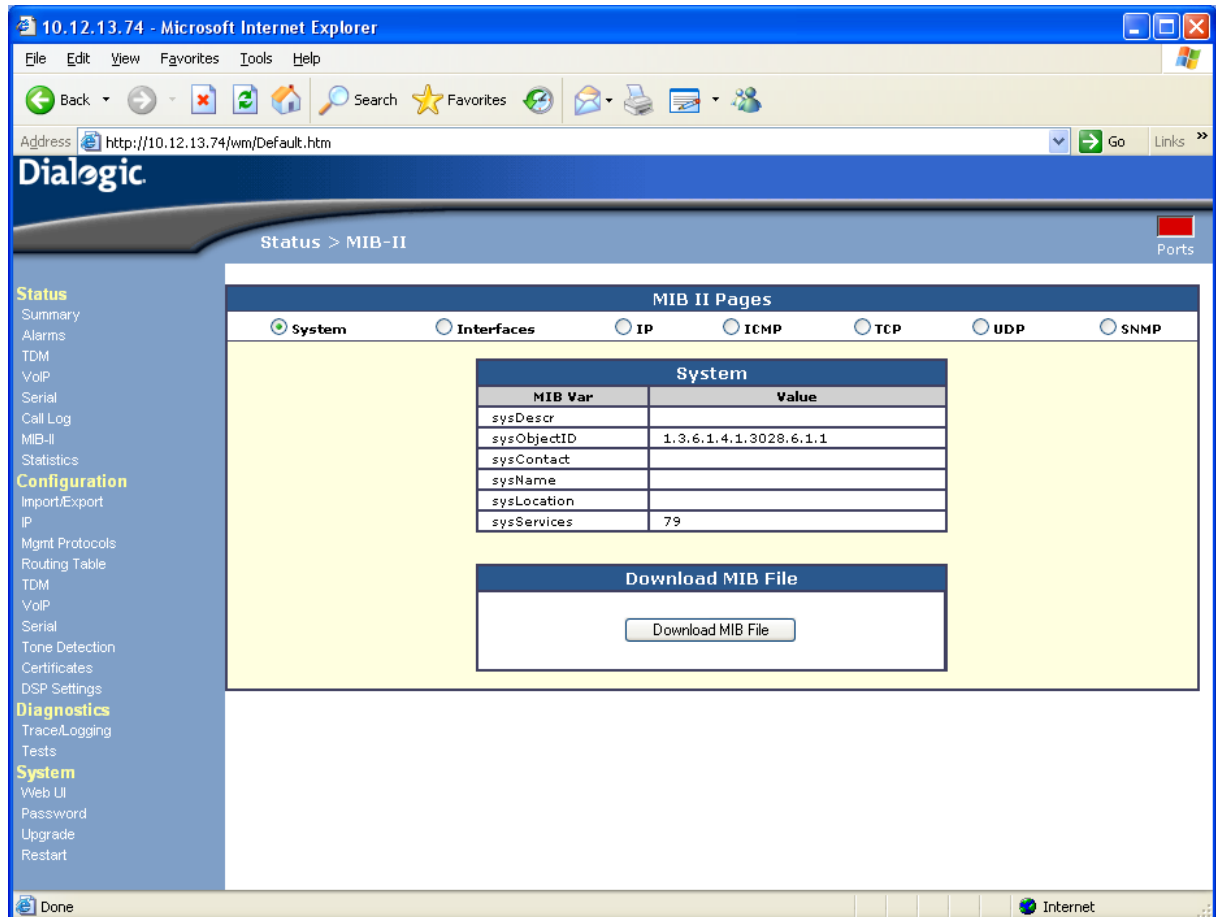 10.12.13.74 - Microsoft Internet Explorer
File Edit View Favorites Tools Help
Back Search Favorites
Address http://10.12.13.74/wm/Default.htm Go Links »
Dialogic.
Status > MIB-II
Ports
Status
Summary
Alarms
TDM
VoIP
Serial
Call Log
MIB-II
Statistics
Configuration
Import/Export
IP
Mgmt Protocols
Routing Table
TDM
VoIP
Serial
Tone Detection
Certificates
DSP Settings
Diagnostics
Trace/Logging
Tests
System
Web UI
Password
Upgrade
Restart
MIB II Pages
System Interfaces IP ICMP TCP UDP SNMP
System
MIB Var Value
sysDescr
sysObjectID 1.3.6.1.4.1.3028.6.1.1
sysContact
sysName
sysLocation
sysServices 79
Download MIB File
Download MIB File
Done Internet